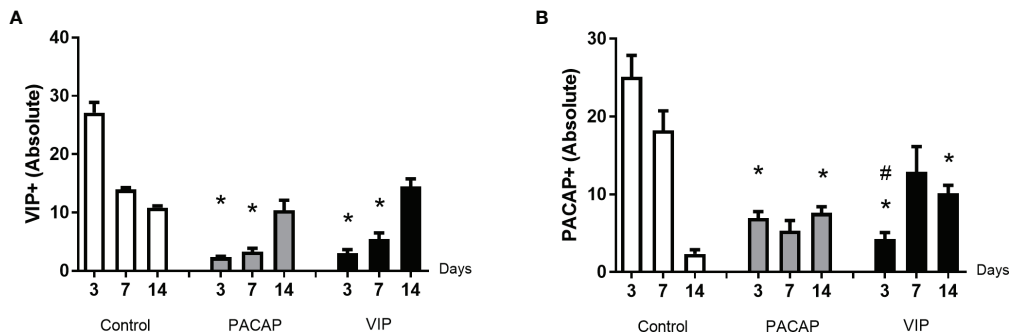 A
VIP+ (Absolute)
40
30
20
10
0
* * * *
3 7 14 3 7 14 3 7 14 Days
Control PACAP VIP
B
PACAP+ (Absolute)
30
20
10
0
* * # * *
3 7 14 3 7 14 3 7 14 Days
Control PACAP VIP